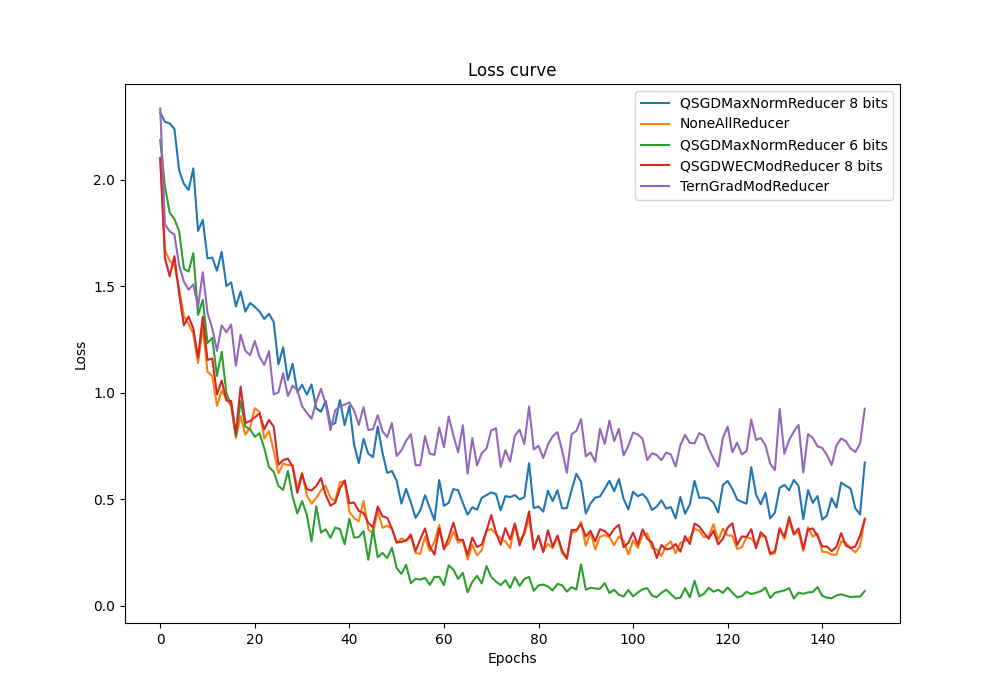 Loss curve
QSGDMaxNormReducer 8 bits
NoneAllReducer
QSGDMaxNormReducer 6 bits
QSGDWECModReducer 8 bits
TernGradModReducer
Loss
2.0
1.5
1.0
0.5
0.0
0 20 40 60 80 100 120 140
Epochs